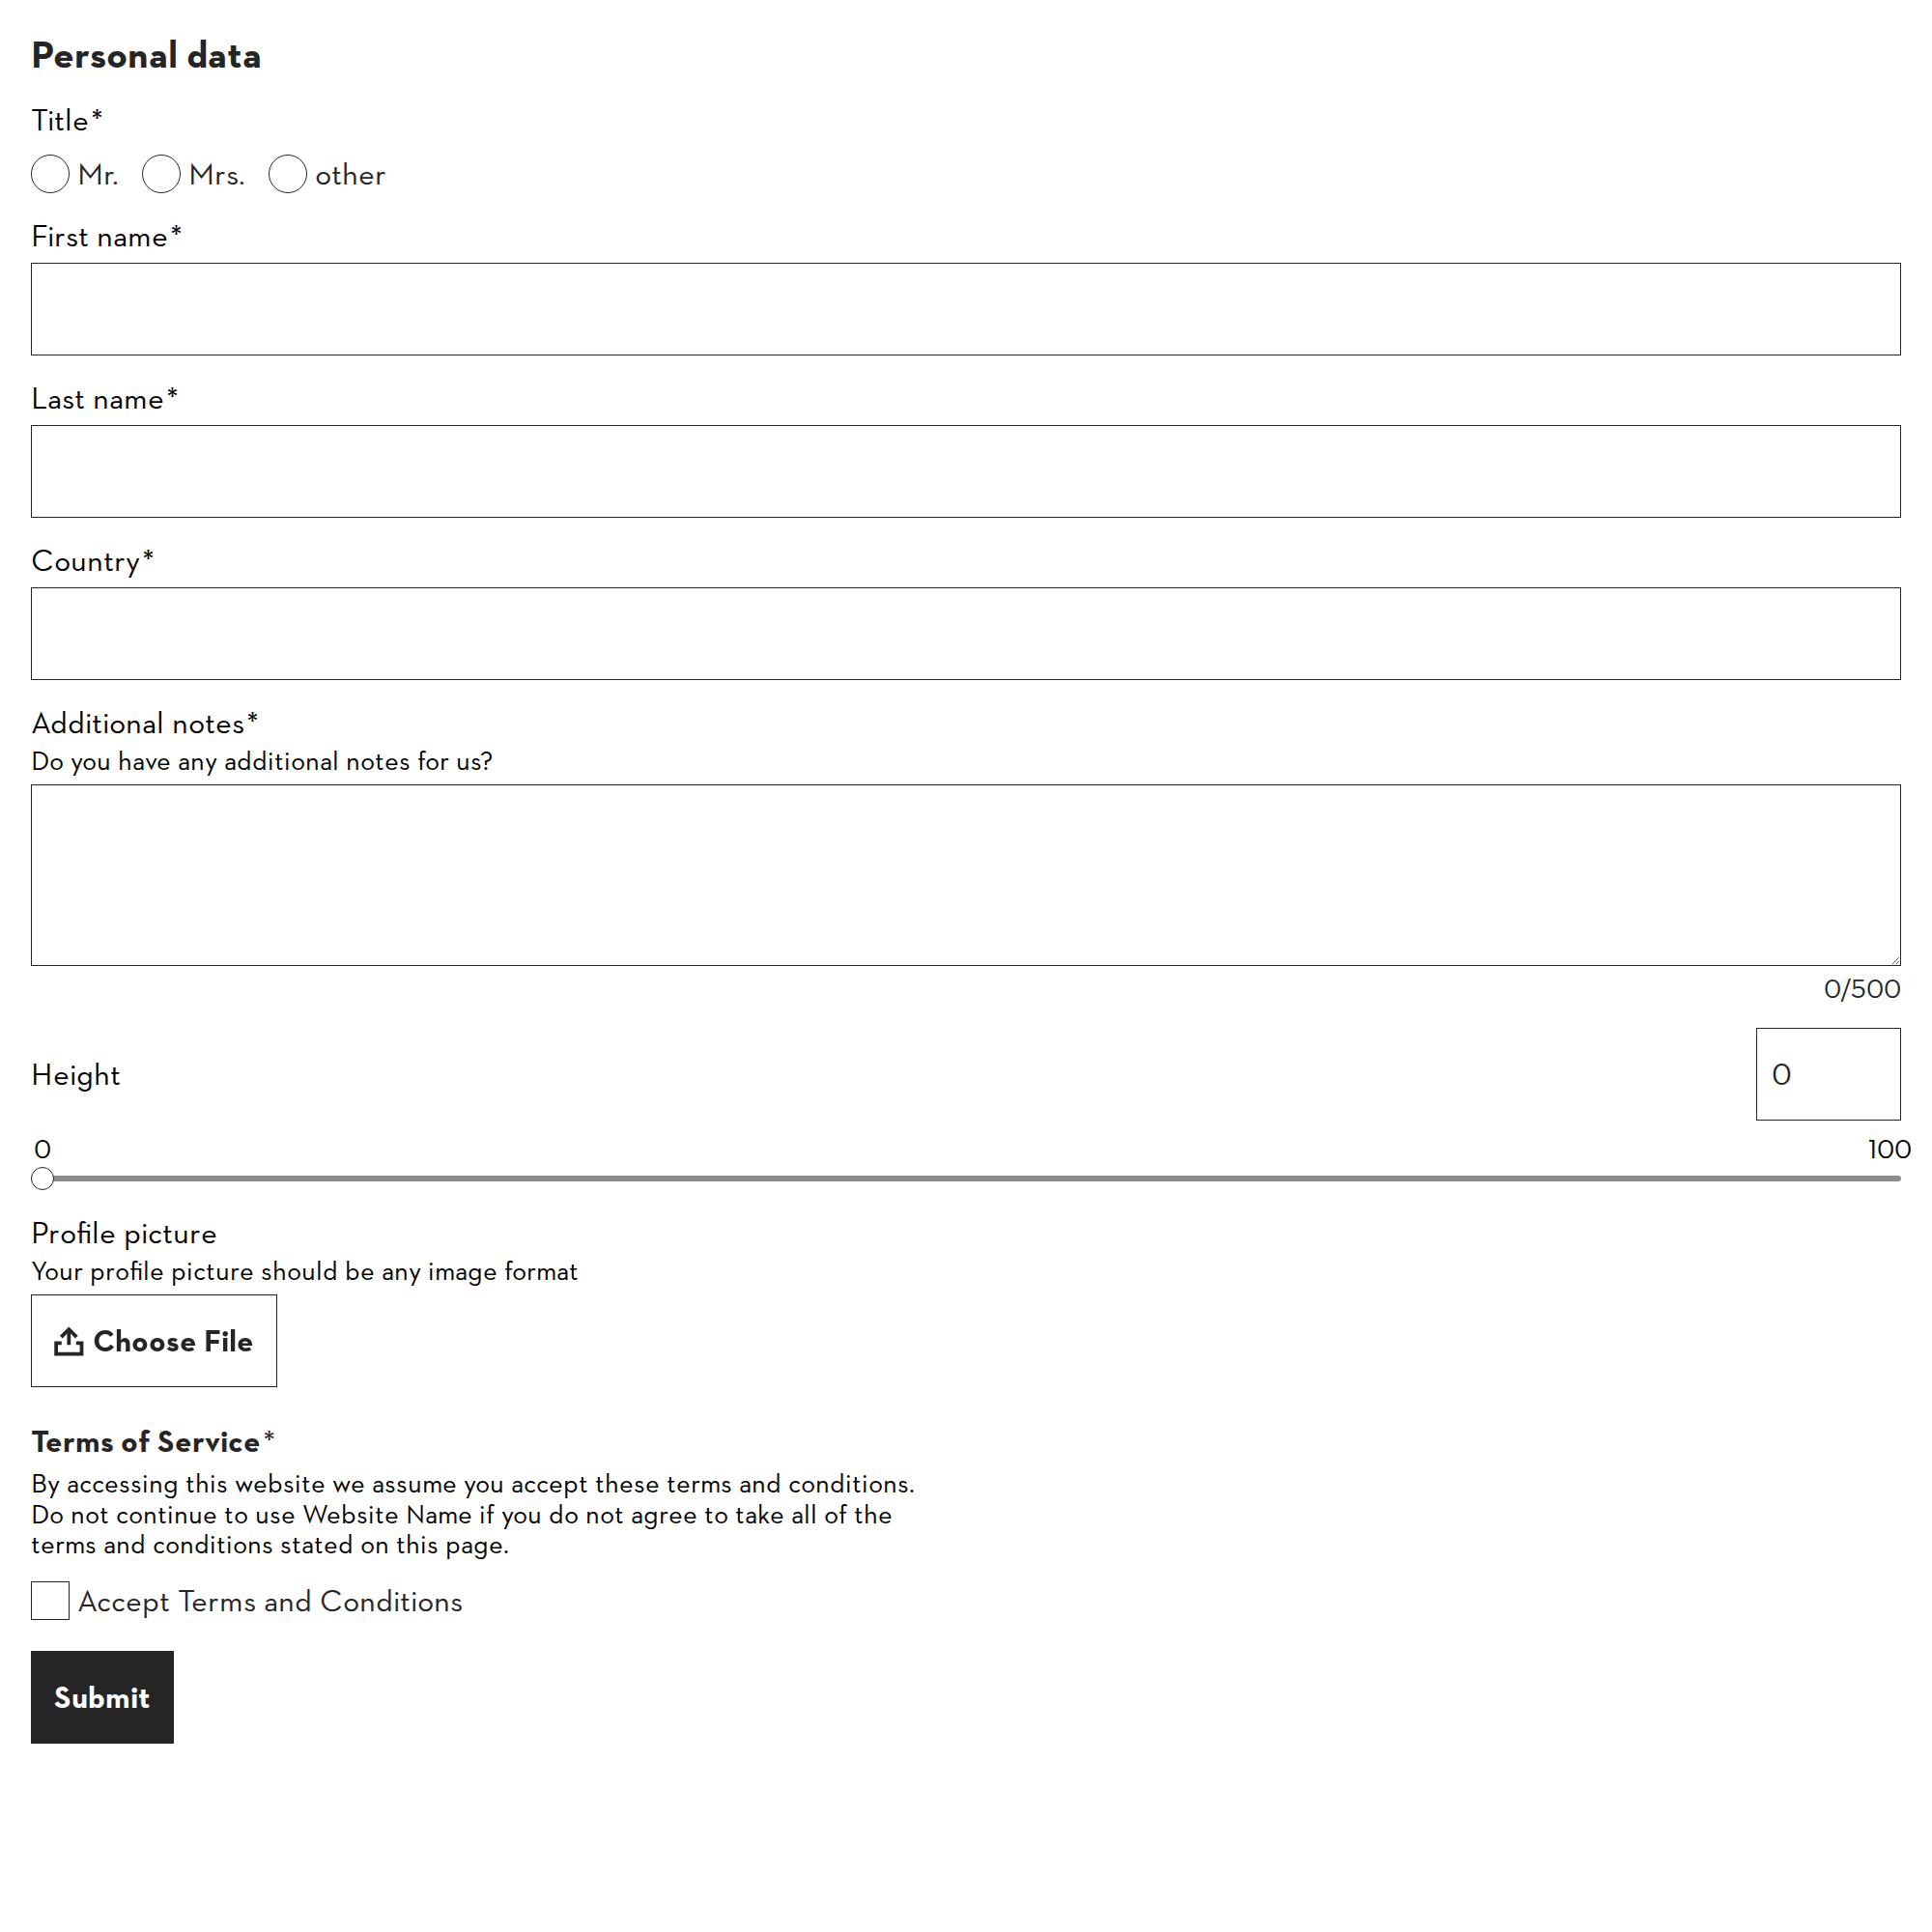 Personal data
Title*
Mr. Mrs. other
First name*
Last name*
Country*
Additional notes*
Do you have any additional notes for us?
0/500
Height 0
0 100
Profile picture
Your profile picture should be any image format
Choose File
Terms of Service*
By accessing this website we assume you accept these terms and conditions.
Do not continue to use Website Name if you do not agree to take all of the
terms and conditions stated on this page.
Accept Terms and Conditions
Submit